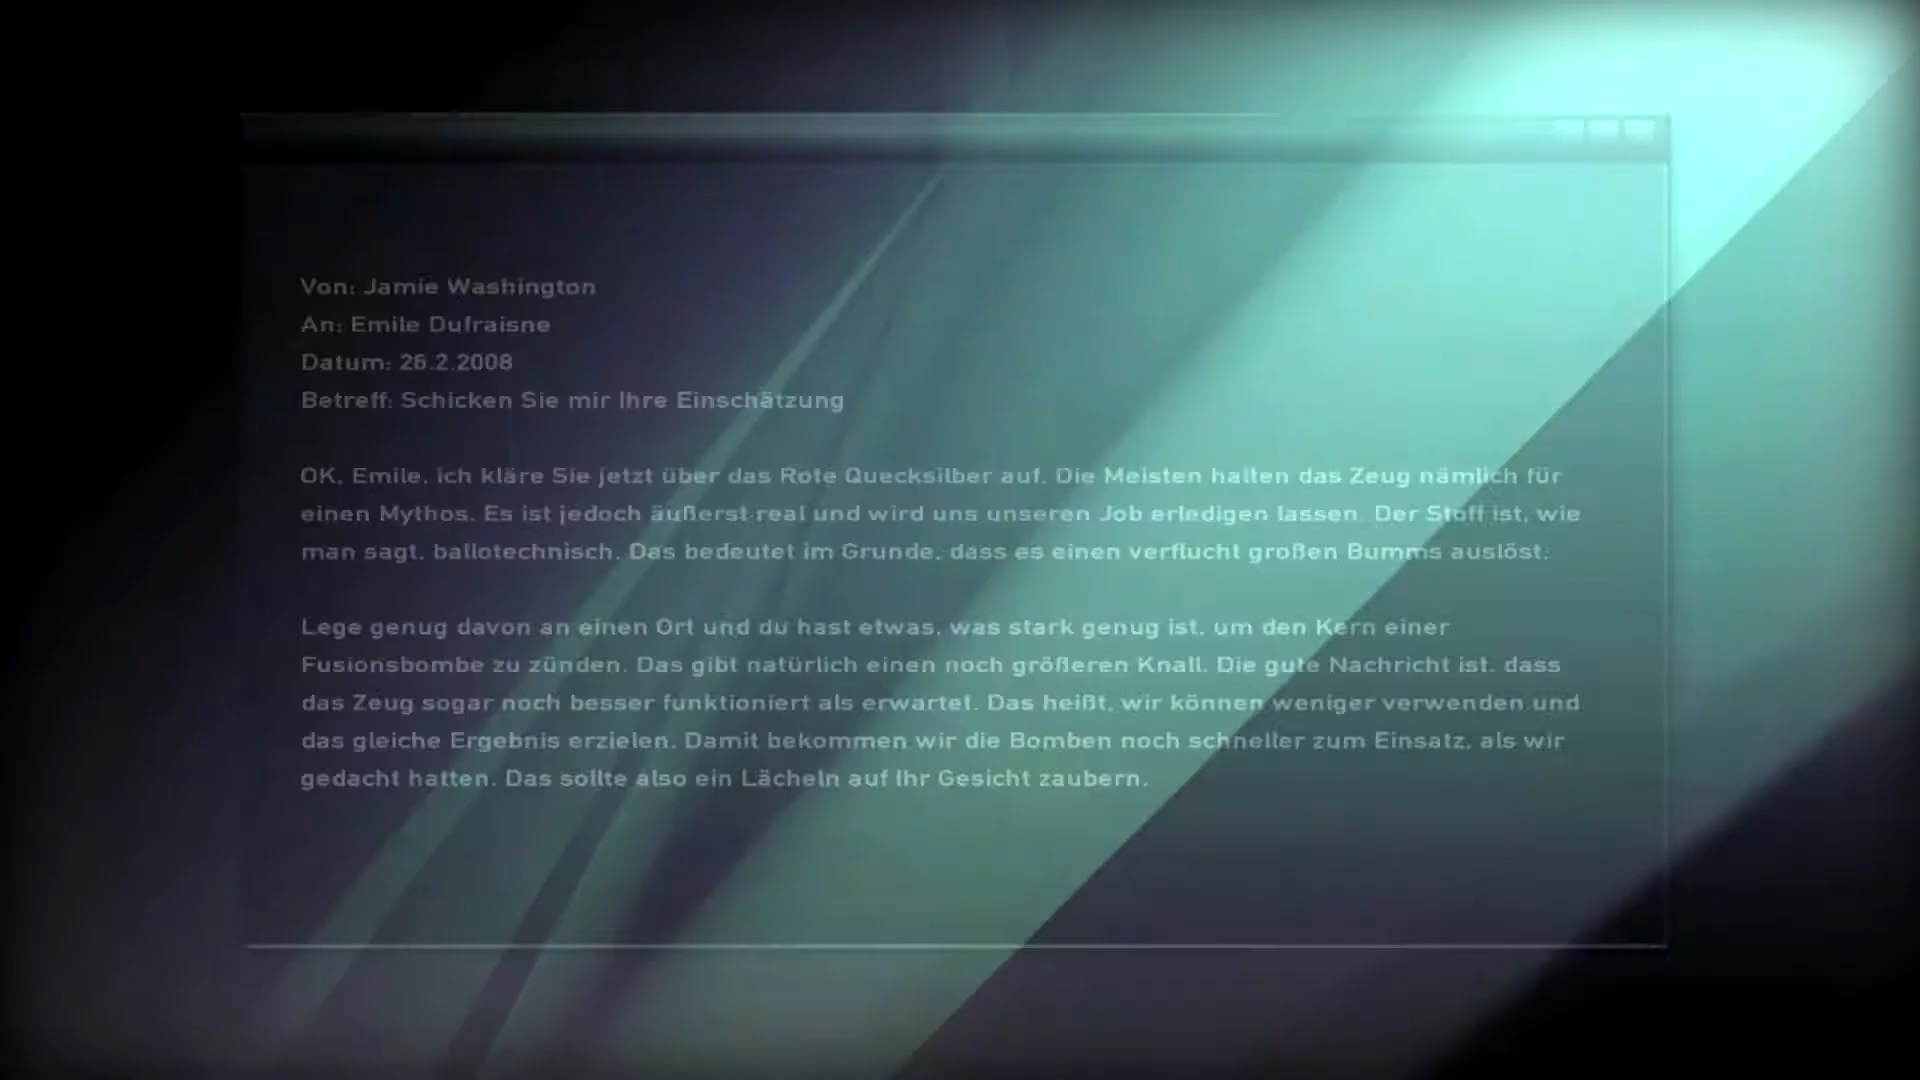 Von: Jamie Washington
An: Emile Dufraisne
Datum: 26.2.2008
Betreff: Schicken Sie mir Ihre Einschätzung
OK, Emile, ich kläre Sie jetzt über das Rote Quecksilber auf. Die Meisten halten das Zeug nämlich für
einen Mythos. Es ist jedoch äußerst real und wird uns unseren Job erledigen lassen. Der Stoff ist, wie
man sagt, ballotechnisch. Das bedeutet im Grunde, dass es einen verflucht großen Bumms auslöst.
Lege genug davon an einen Ort und du hast etwas, was stark genug ist, um den Kern einer
Fusionsbombe zu zünden. Das gibt natürlich einen noch größeren Knall. Die gute Nachricht ist, dass
das Zeug sogar noch besser funktioniert als erwartet. Das heißt, wir können weniger verwenden und
das gleiche Ergebnis erzielen. Damit bekommen wir die Bomben noch schneller zum Einsatz, als wir
gedacht hatten. Das sollte also ein Lächeln auf Ihr Gesicht zaubern.